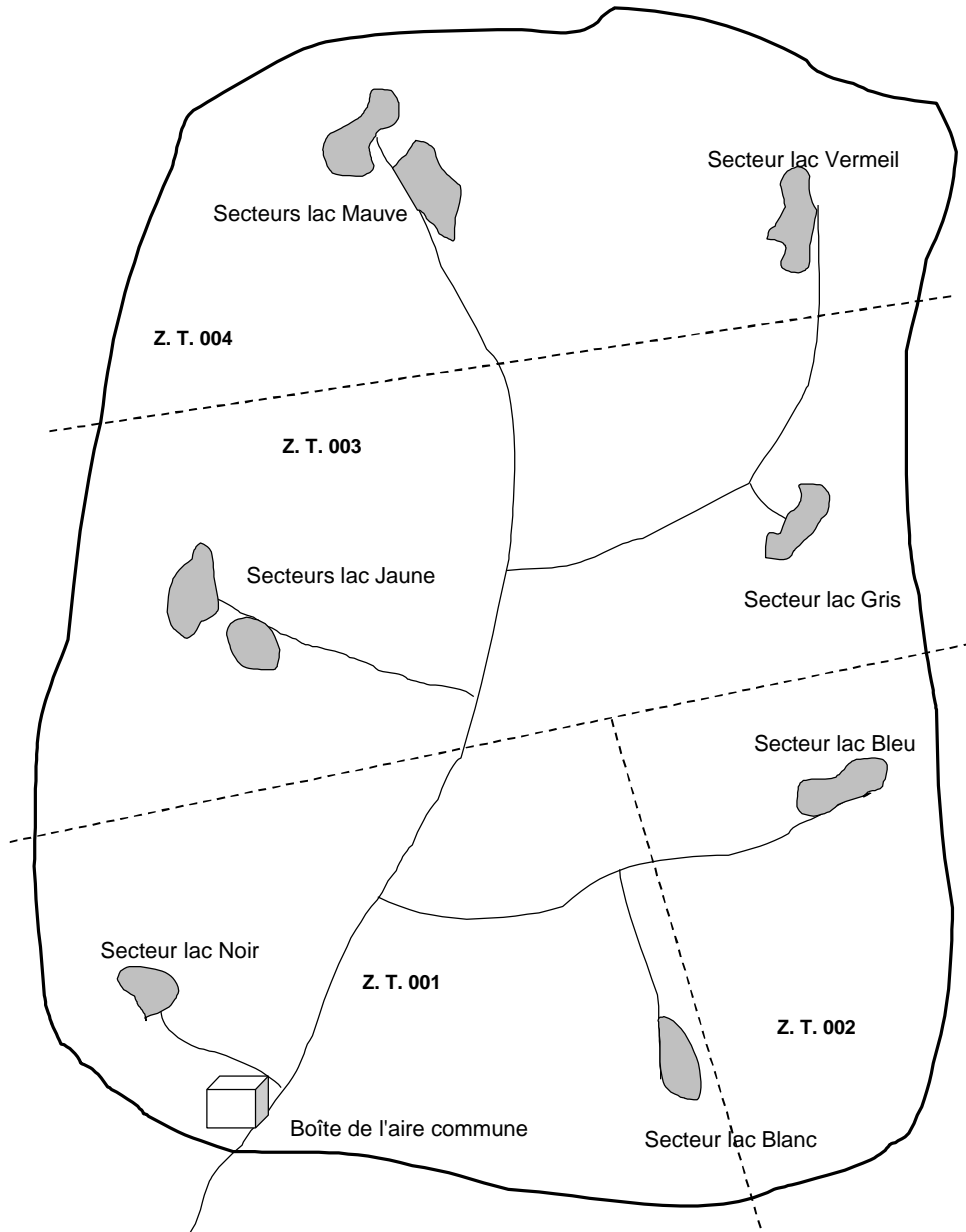 Secteur lac Vermeil
Secteurs lac Mauve
Z. T. 004
Z. T. 003
Secteurs lac Jaune
Secteur lac Gris
Secteur lac Bleu
Secteur lac Noir
Z. T. 001
Z. T. 002
Boîte de l'aire commune
Secteur lac Blanc